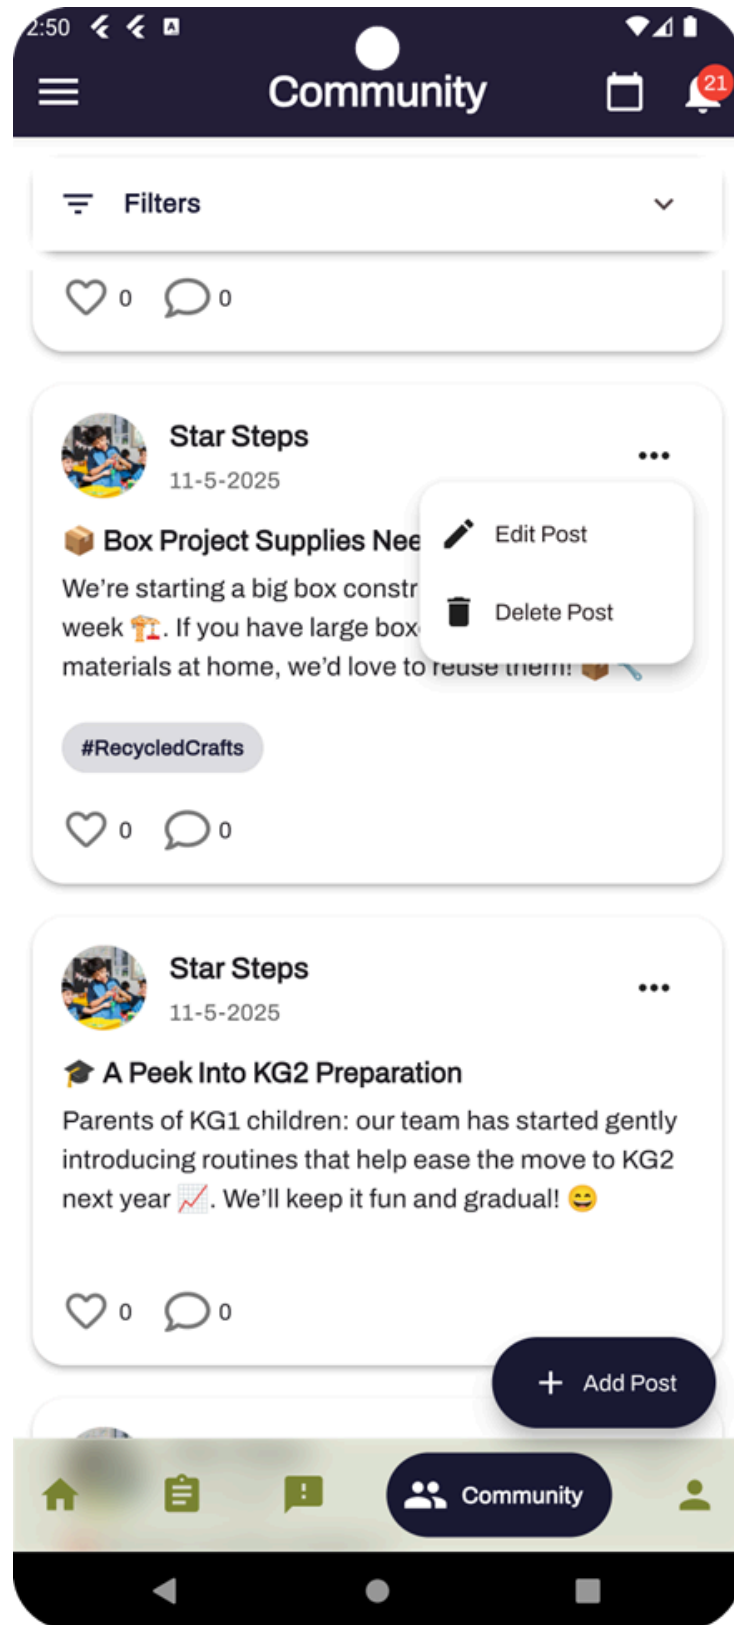 2:50
Community
21
Filters
0 0
Star Steps
11-5-2025
Edit Post
📦 Box Project Supplies Nee
Delete Post
We're starting a big box constr
week 🏗️. If you have large box
materials at home, we'd love to reuse them! 📦🔧
#RecycledCrafts
0 0
Star Steps
11-5-2025
🎓 A Peek Into KG2 Preparation
Parents of KG1 children: our team has started gently
introducing routines that help ease the move to KG2
next year 📈. We'll keep it fun and gradual! 😄
0 0
+ Add Post
Community